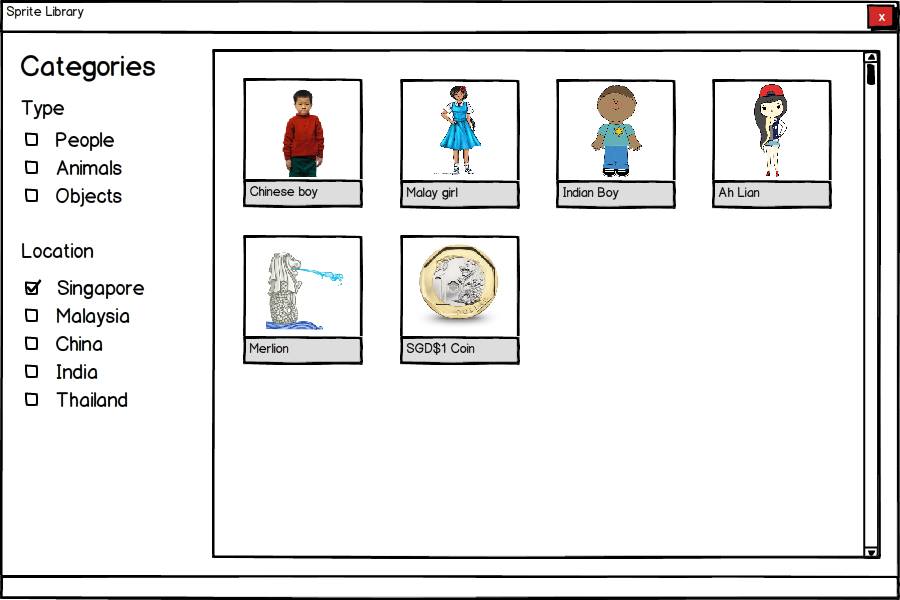 Sprite Library
x
Categories
Type
People
Animals
Objects
Location
Singapore
Malaysia
China
India
Thailand
Chinese boy
Malay girl
Indian Boy
Ah Lian
Merlion
SGD$1 Coin